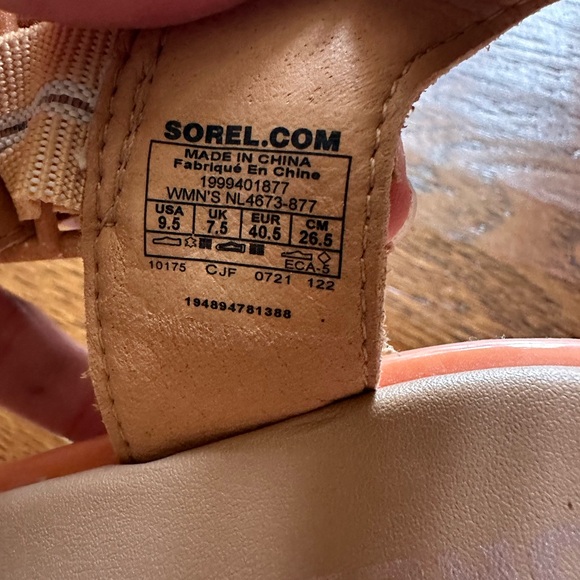 SOREL.COM
MADE IN CHINA
Fabriqué En Chine
1999401877
WMN'S NL4673-877
USA UK EUR CM
9.5 7.5 40.5 26.5
ECA-5
10175 CJF 0721 122
194894781388